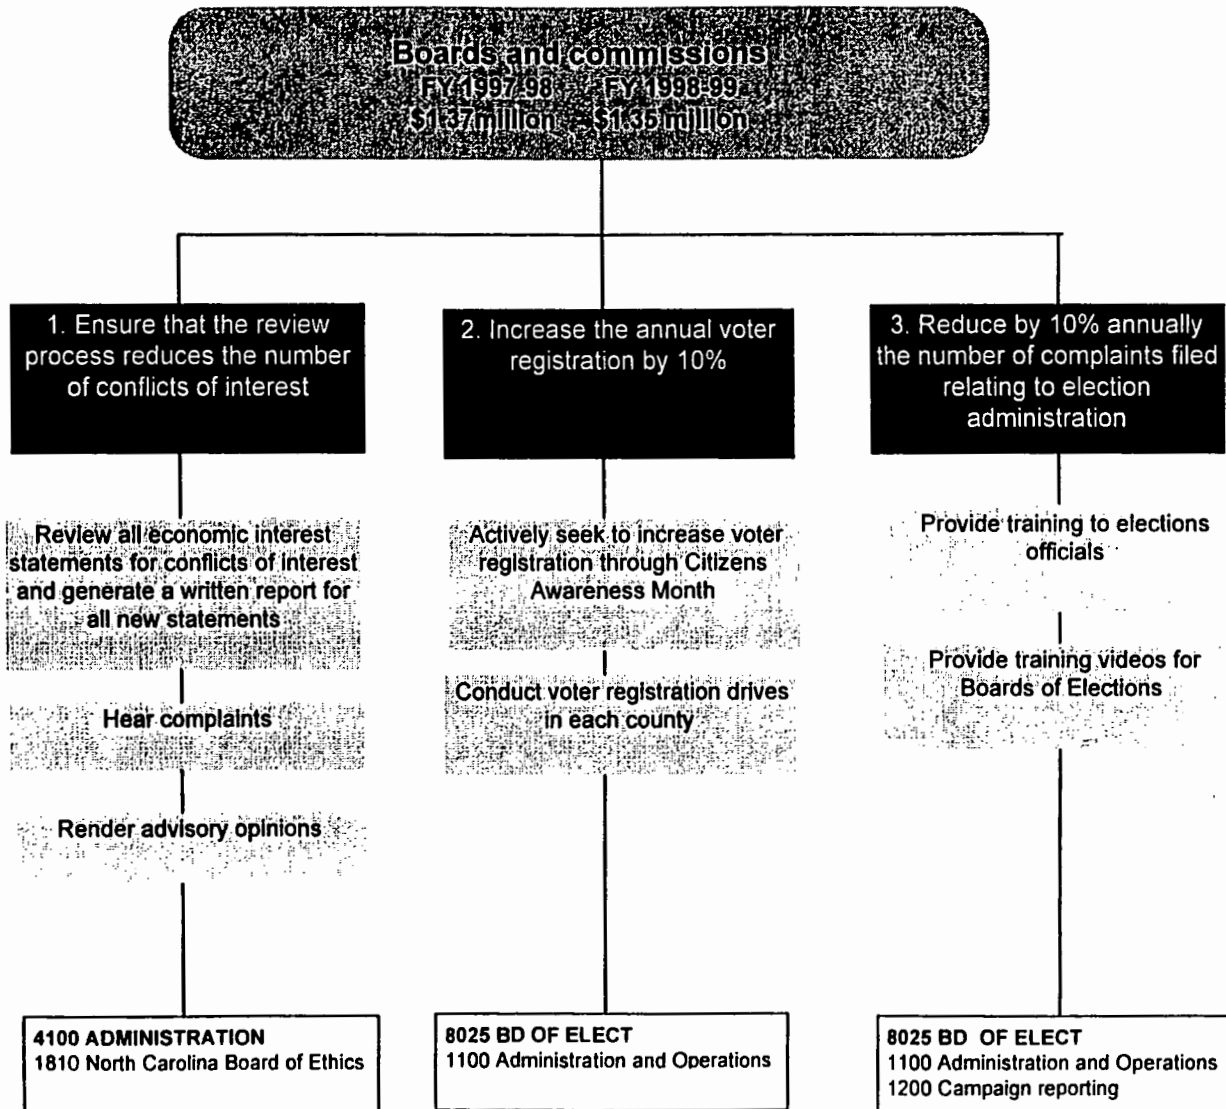 Boards and commissions
FY 1997-98 FY 1998-99
$1.37million $1.35 million
1. Ensure that the review
process reduces the number
of conflicts of interest
2. Increase the annual voter
registration by 10%
3. Reduce by 10% annually
the number of complaints filed
relating to election
administration
Review all economic interest
statements for conflicts of interest
and generate a written report for
all new statements
Hear complaints
Render advisory opinions
Actively seek to increase voter
registration through Citizens
Awareness Month
Conduct voter registration drives
in each county
Provide training to elections
officials
Provide training videos for
Boards of Elections
4100 ADMINISTRATION
1810 North Carolina Board of Ethics
8025 BD OF ELECT
1100 Administration and Operations
8025 BD OF ELECT
1100 Administration and Operations
1200 Campaign reporting